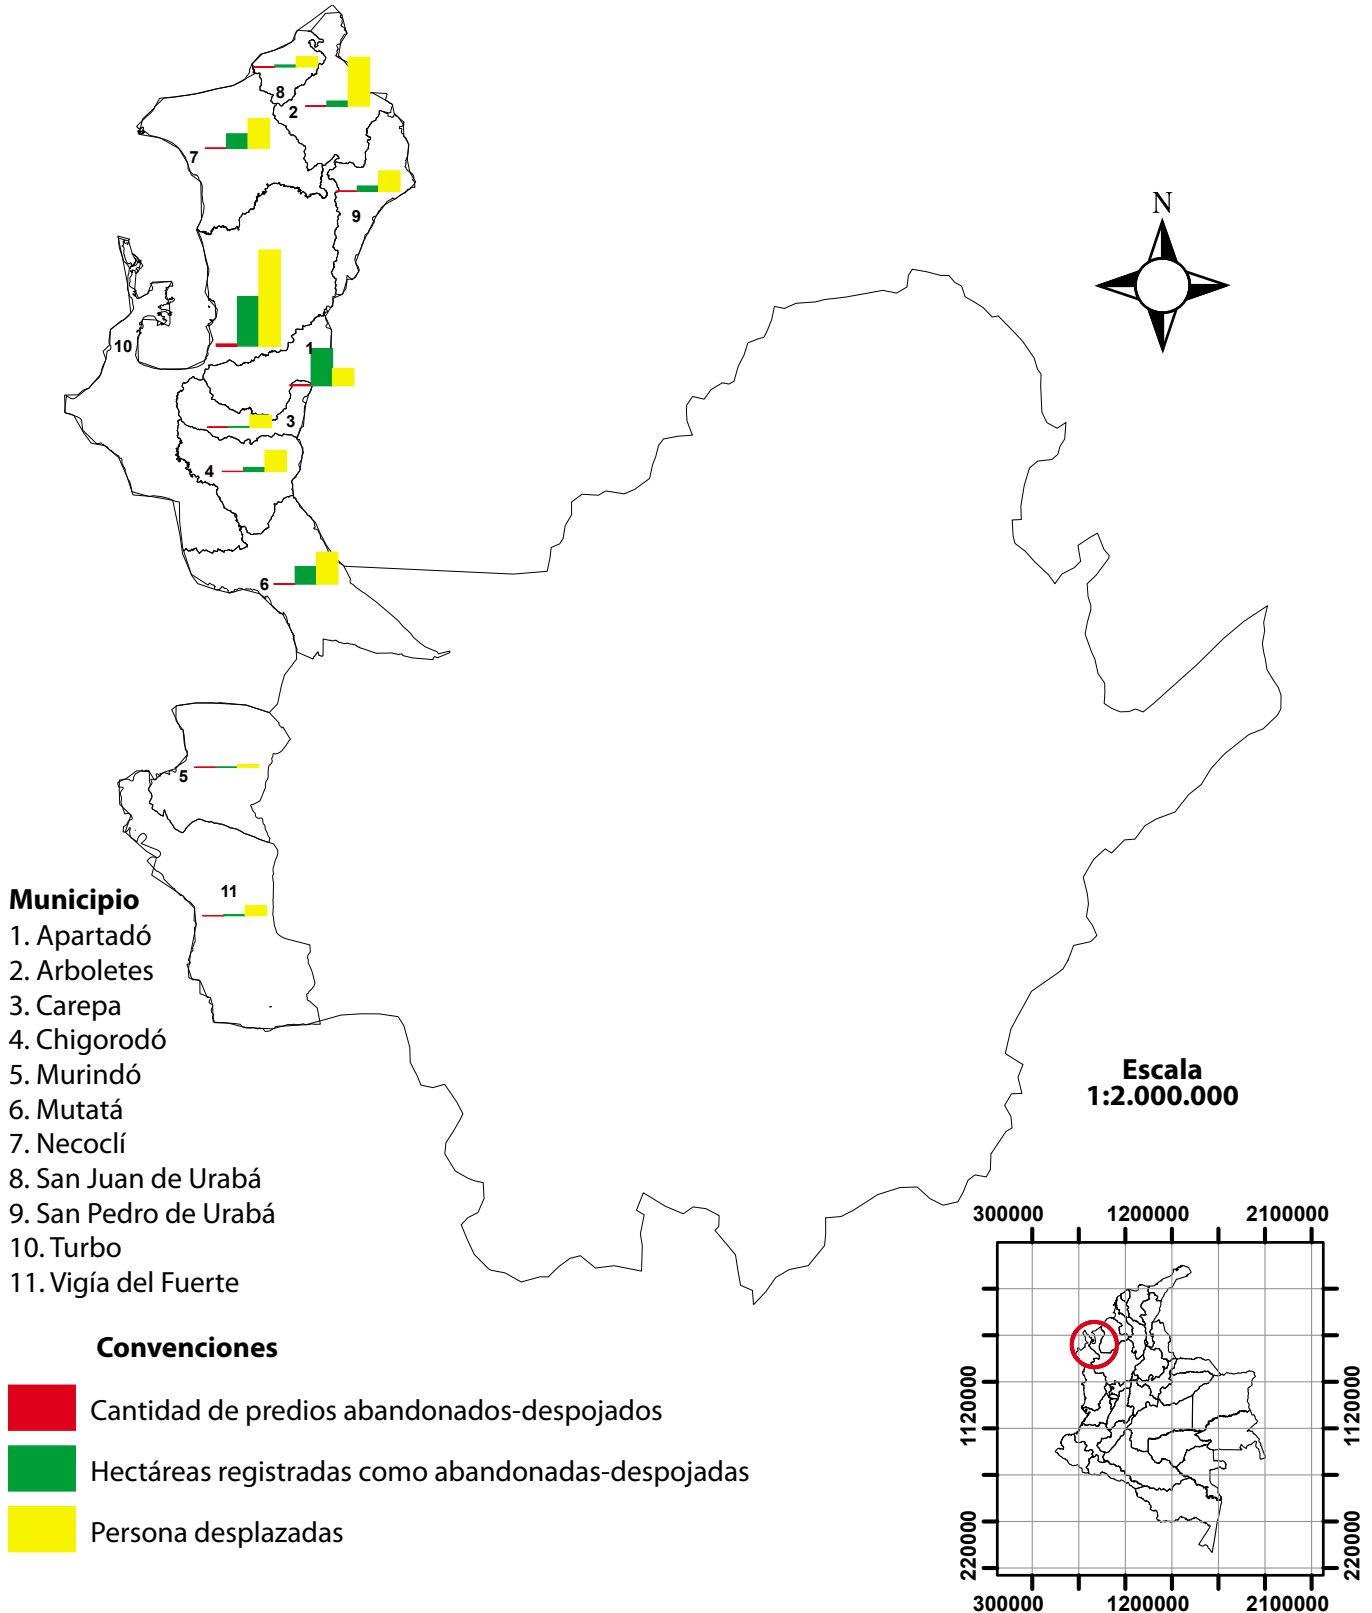 8
2
7
9
N
10
1
3
4
6
5
11
Municipio
1. Apartadó
2. Arboletes
3. Carepa
4. Chigorodó
5. Murindó
6. Mutatá
7. Necoclí
8. San Juan de Urabá
9. San Pedro de Urabá
10. Turbo
11. Vigía del Fuerte
Escala
1:2.000.000
Convenciones
Cantidad de predios abandonados-despojados
Hectáreas registradas como abandonadas-despojadas
Persona desplazadas
300000 1200000 2100000
1120000 1120000
220000 220000
300000 1200000 2100000